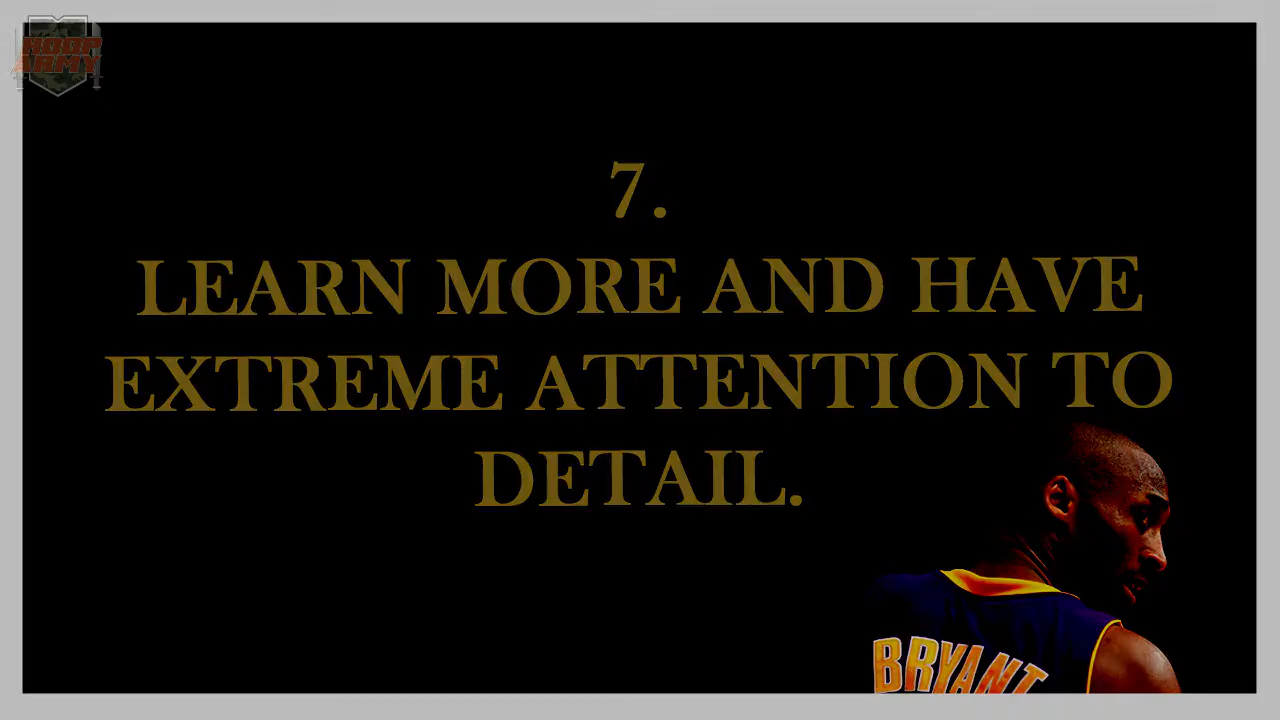 HOOP
ARMY
7.
LEARN MORE AND HAVE
EXTREME ATTENTION TO
DETAIL.
BRYANT